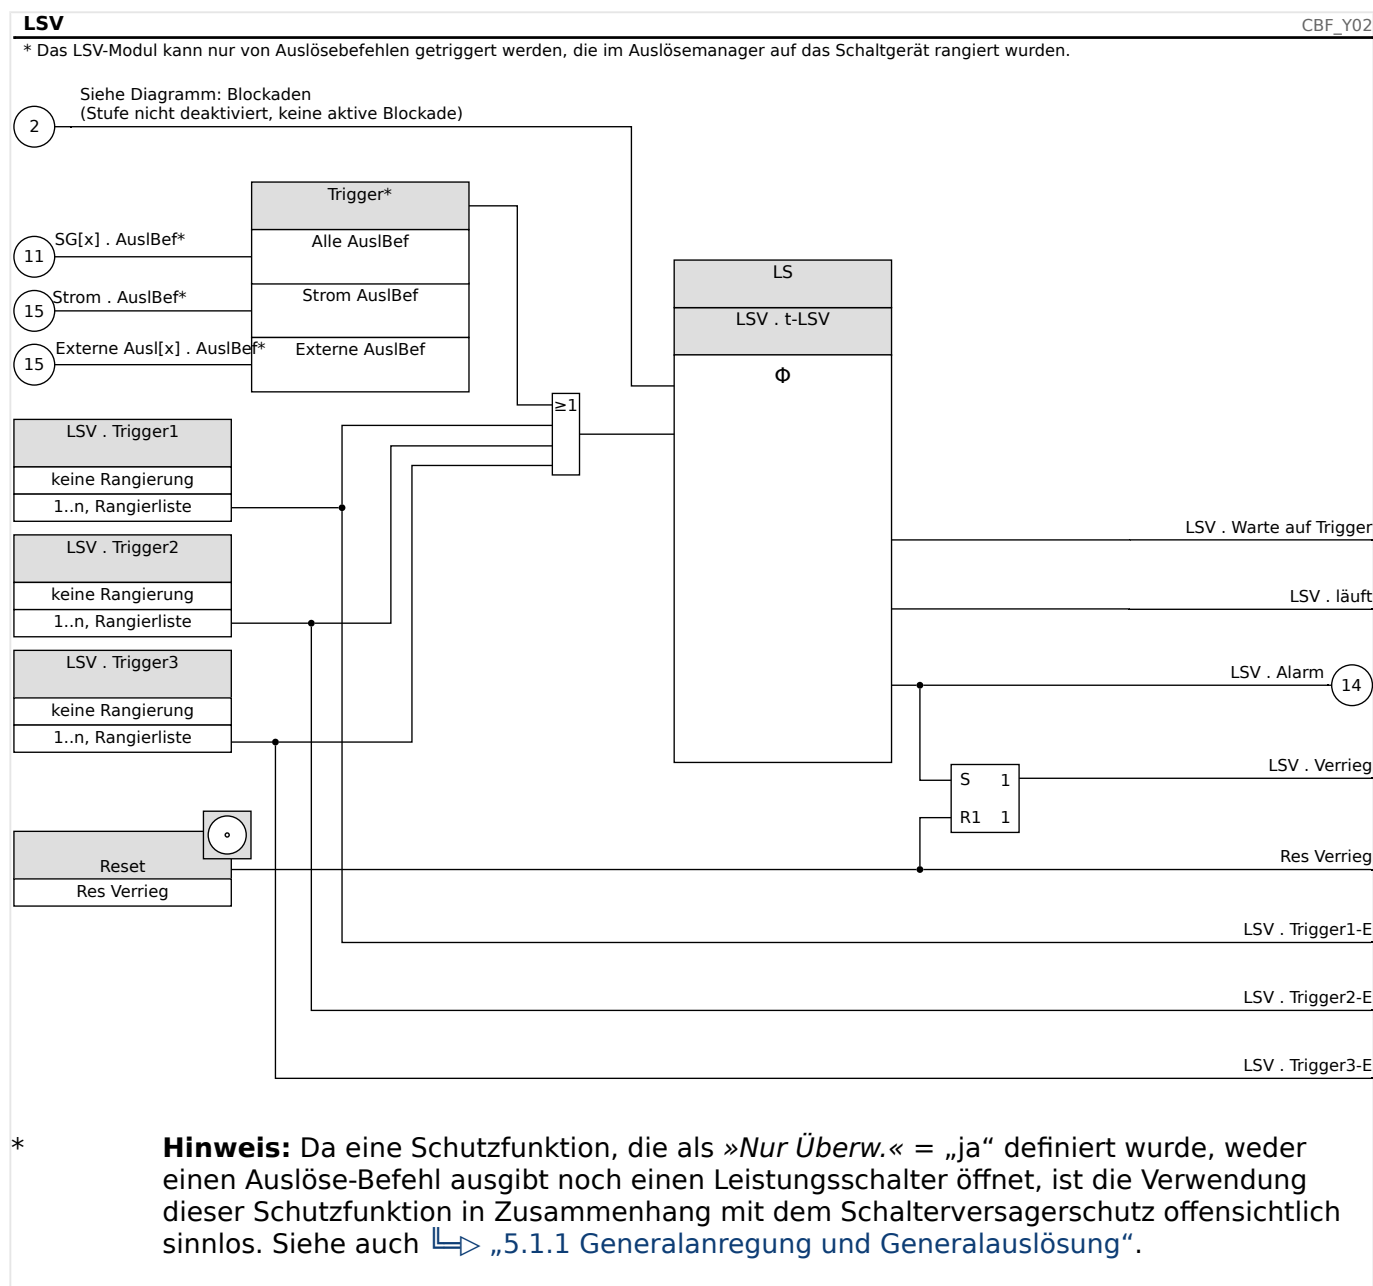 LSV
CBF_Y02
* Das LSV-Modul kann nur von Auslösebefehlen getriggert werden, die im Auslösemanager auf das Schaltgerät rangiert wurden.
Siehe Diagramm: Blockaden
(Stufe nicht deaktiviert, keine aktive Blockade)
2
Trigger*
SG[x] . AuslBef*
11
Alle AuslBef
Strom . AuslBef*
15
Strom AuslBef
Externe Ausl[x] . AuslBef*
15
Externe AuslBef
LS
LSV . t-LSV
Φ
≥1
LSV . Trigger1
keine Rangierung
1..n, Rangierliste
LSV . Trigger2
keine Rangierung
1..n, Rangierliste
LSV . Trigger3
keine Rangierung
1..n, Rangierliste
LSV . Warte auf Trigger
LSV . läuft
LSV . Alarm
14
S 1
R1 1
LSV . Verrieg
Reset
Res Verrieg
Res Verrieg
LSV . Trigger1-E
LSV . Trigger2-E
LSV . Trigger3-E
* Hinweis: Da eine Schutzfunktion, die als »Nur Überw.« = „ja“ definiert wurde, weder
einen Auslöse-Befehl ausgibt noch einen Leistungsschalter öffnet, ist die Verwendung
dieser Schutzfunktion in Zusammenhang mit dem Schalterversagerschutz offensichtlich
sinnlos. Siehe auch „5.1.1 Generalanregung und Generalauslösung“.